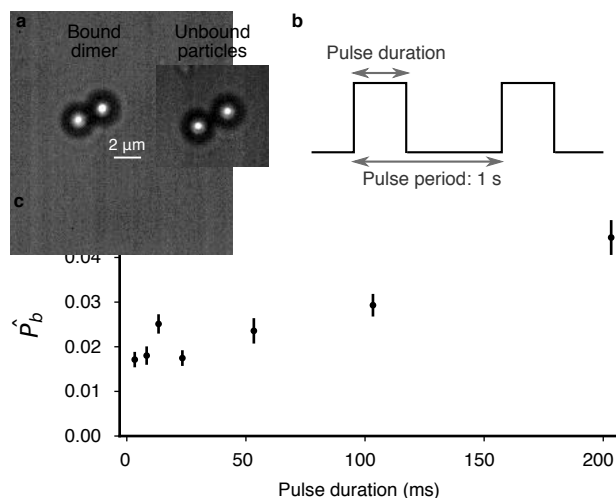 a
Bound
dimer
Unbound
particles
2 µm
b
Pulse duration
Pulse period: 1 s
c
0.04
0.03
0.02
0.01
0.00
P̂_b
0
50
100
150
200
Pulse duration (ms)